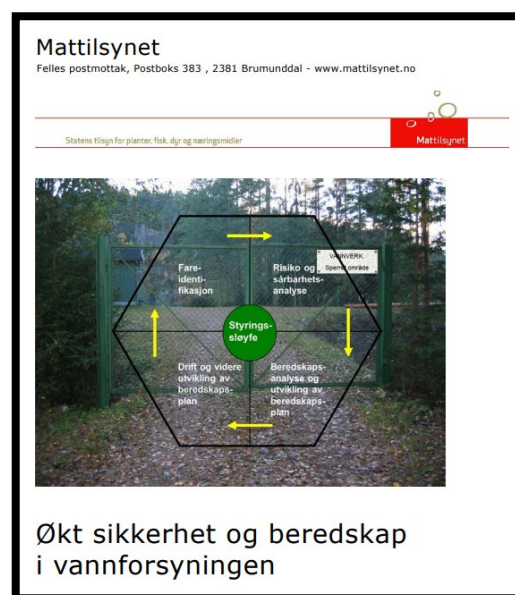 Mattilsynet
Felles postmottak, Postboks 383 , 2381 Brumunddal - www.mattilsynet.no
Statens tilsyn for planter, fisk, dyr og næringsmidler
Mattilsynet
VANNVERK
Sperret område
Fare-
identi-
fikasjon
Risiko og
sårbarhets-
analyse
Styrings-
sløyfe
Drift og videre
utvikling av
beredskaps-
plan
Beredskaps-
analyse og
utvikling av
beredskaps-
plan
Økt sikkerhet og beredskap
i vannforsyningen